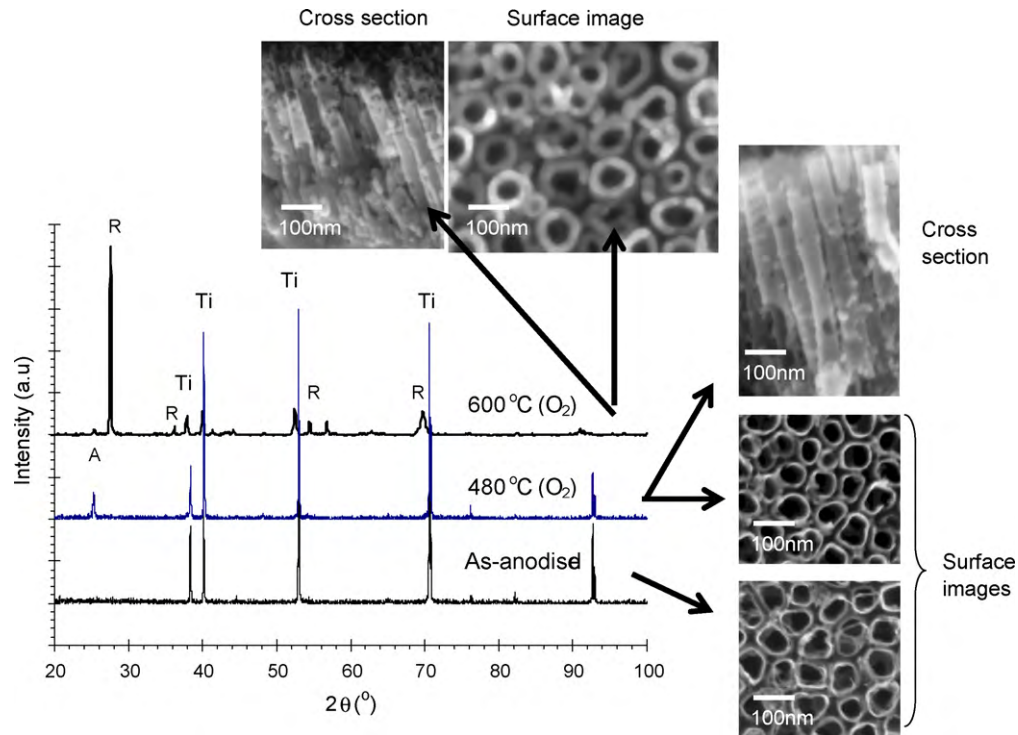 Cross section
Surface image
100nm
100nm
Cross
section
100nm
R
Ti
Ti
Ti
Ti
R
R
R
600°C (O₂)
A
480°C (O₂)
100nm
As-anodised
Surface
images
100nm
Intensity (a.u)
20 30 40 50 60 70 80 90 100
2θ(°)